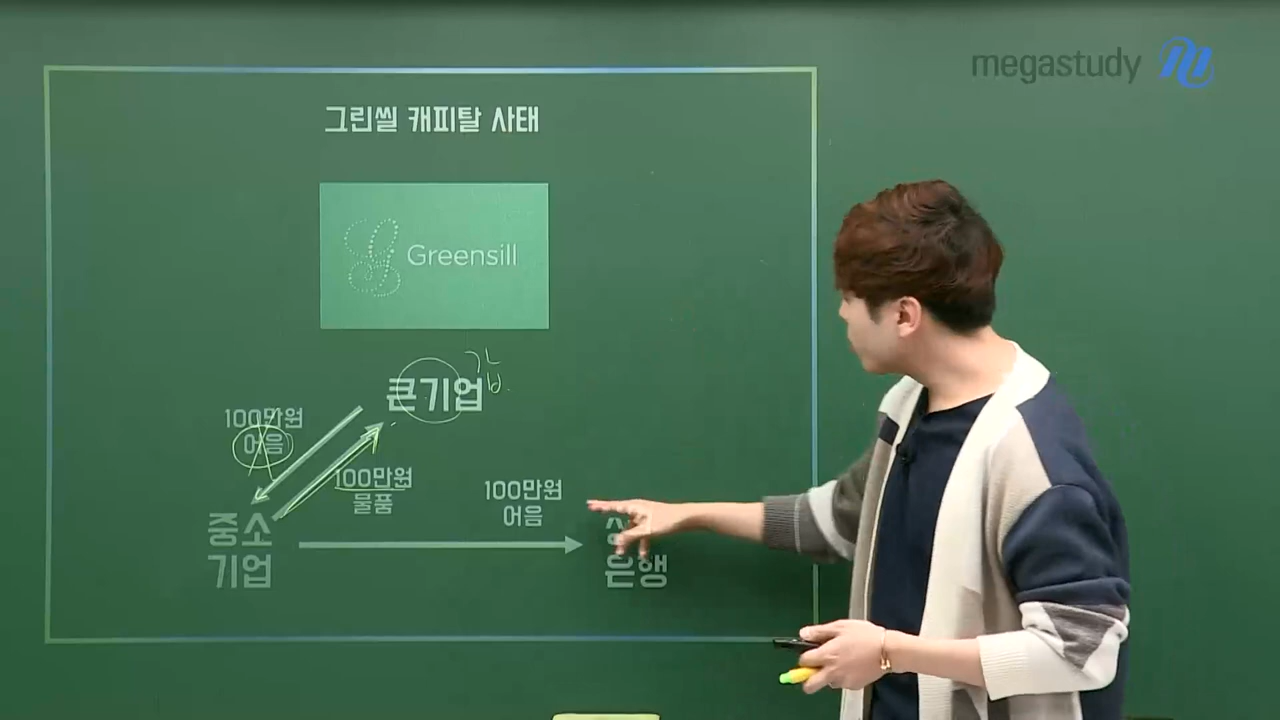 megastudy
그린씰 캐피탈 사태
Greensill
갑
큰기업
100만원
어음
100만원
물품
100만원
어음
중소
기업
은행